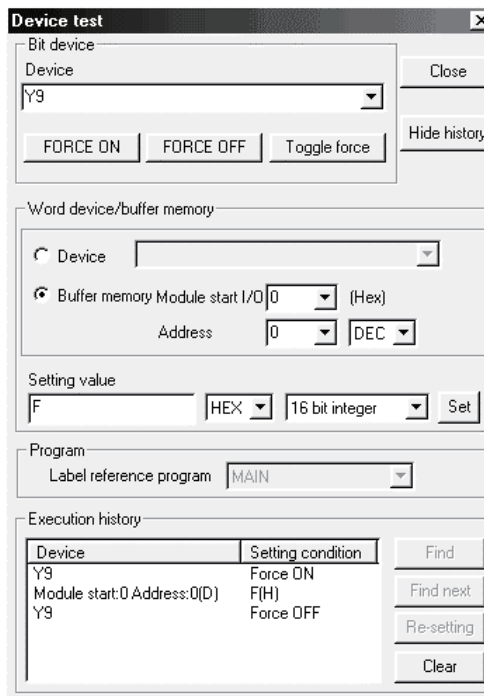 Device test
Bit device
Device
Close
Y9
FORCE ON FORCE OFF Toggle force
Hide history
Word device/buffer memory
Device
Buffer memory Module start I/O 0 (Hex)
Address 0 DEC
Setting value
F HEX 16 bit integer Set
Program
Label reference program MAIN
Execution history
Device Setting condition
Find
Y9 Force ON
Module start:0 Address:0(D) F(H)
Find next
Y9 Force OFF
Re-setting
Clear